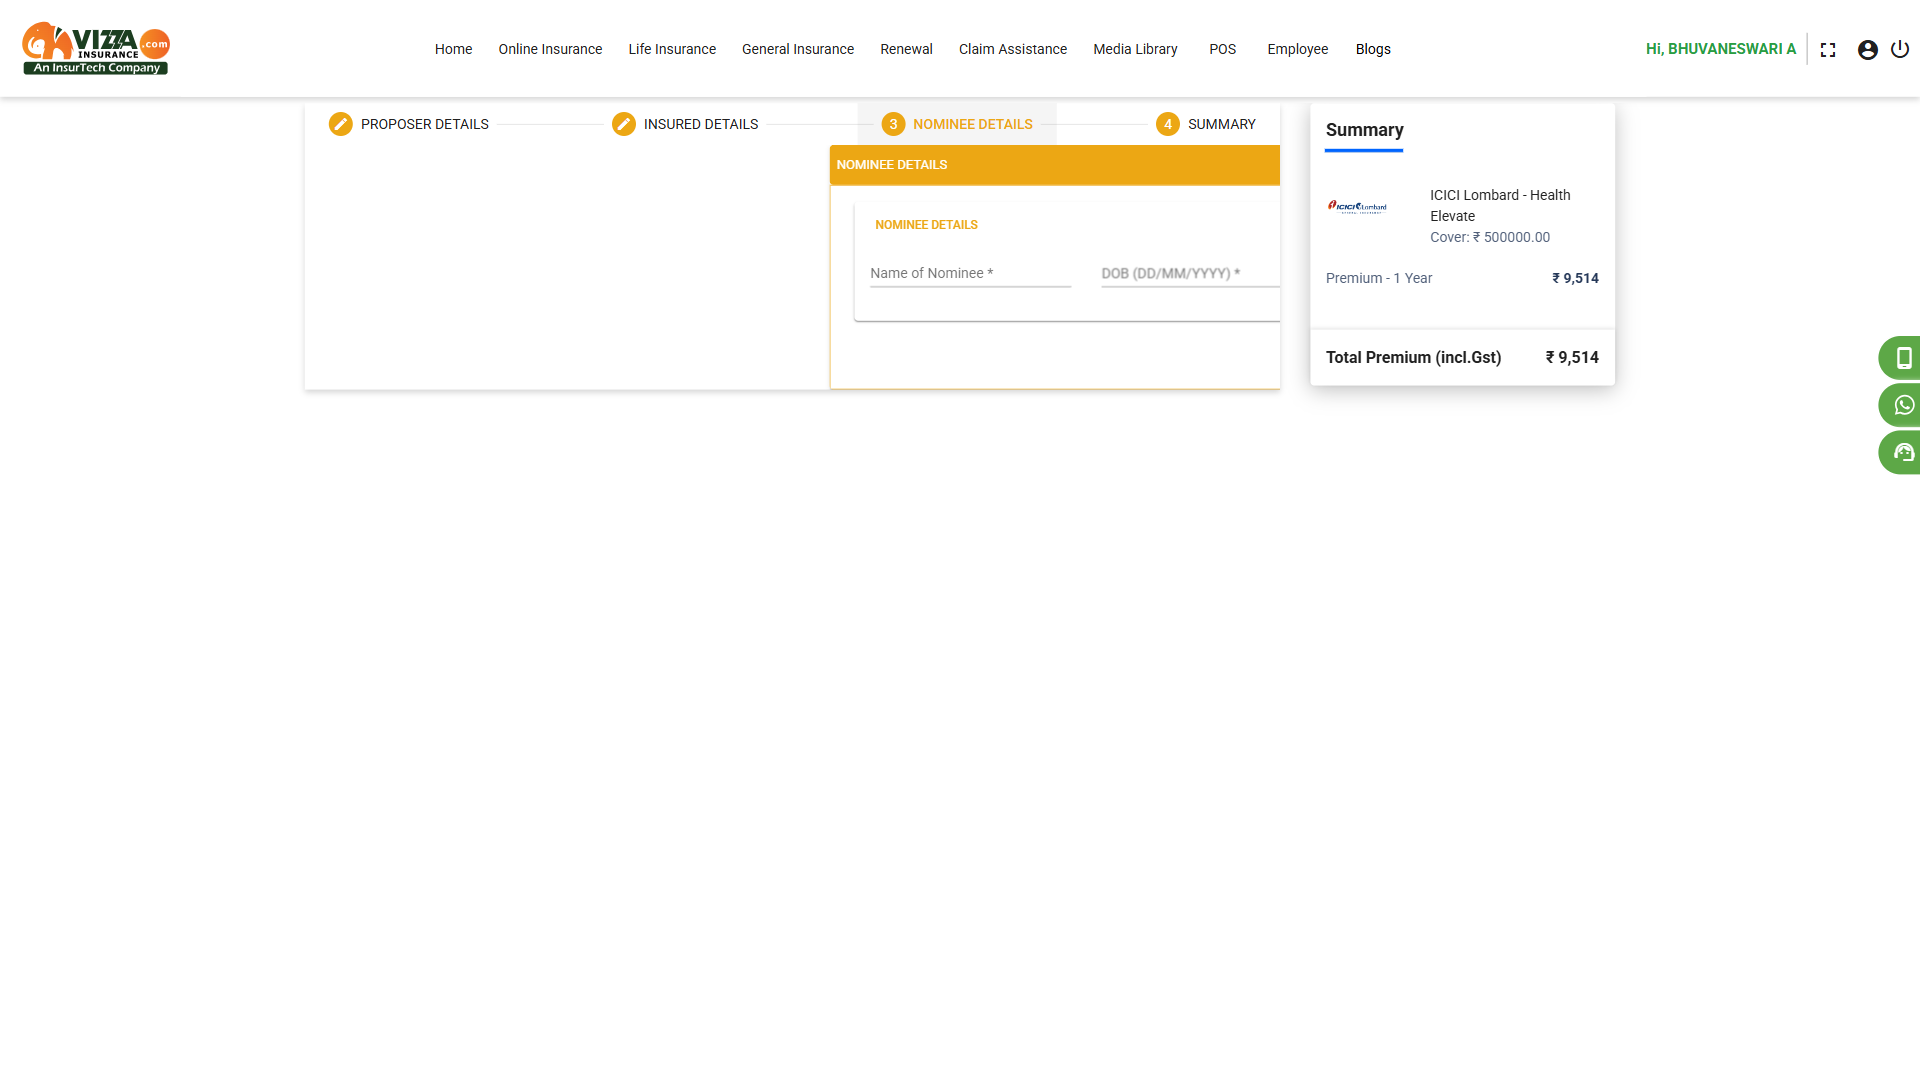 VIZZA .com
INSURANCE
An InsurTech Company
Home
Online Insurance
Life Insurance
General Insurance
Renewal
Claim Assistance
Media Library
POS
Employee
Blogs
Hi, BHUVANESWARI A
PROPOSER DETAILS
INSURED DETAILS
3 NOMINEE DETAILS
4 SUMMARY
NOMINEE DETAILS
NOMINEE DETAILS
Name of Nominee *
DOB (DD/MM/YYYY) *
Summary
ICICI Lombard
ICICI Lombard - Health
Elevate
Cover: ₹ 500000.00
Premium - 1 Year
₹ 9,514
Total Premium (incl.Gst)
₹ 9,514